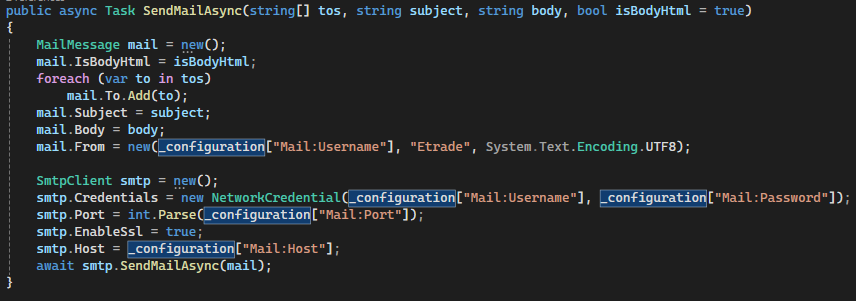 public async Task SendMailAsync(string[] tos, string subject, string body, bool isBodyHtml = true)
{
    MailMessage mail = new();
    mail.IsBodyHtml = isBodyHtml;
    foreach (var to in tos)
        mail.To.Add(to);
    mail.Subject = subject;
    mail.Body = body;
    mail.From = new(_configuration["Mail:Username"], "Etrade", System.Text.Encoding.UTF8);

    SmtpClient smtp = new();
    smtp.Credentials = new NetworkCredential(_configuration["Mail:Username"], _configuration["Mail:Password"]);
    smtp.Port = int.Parse(_configuration["Mail:Port"]);
    smtp.EnableSsl = true;
    smtp.Host = _configuration["Mail:Host"];
    await smtp.SendMailAsync(mail);
}